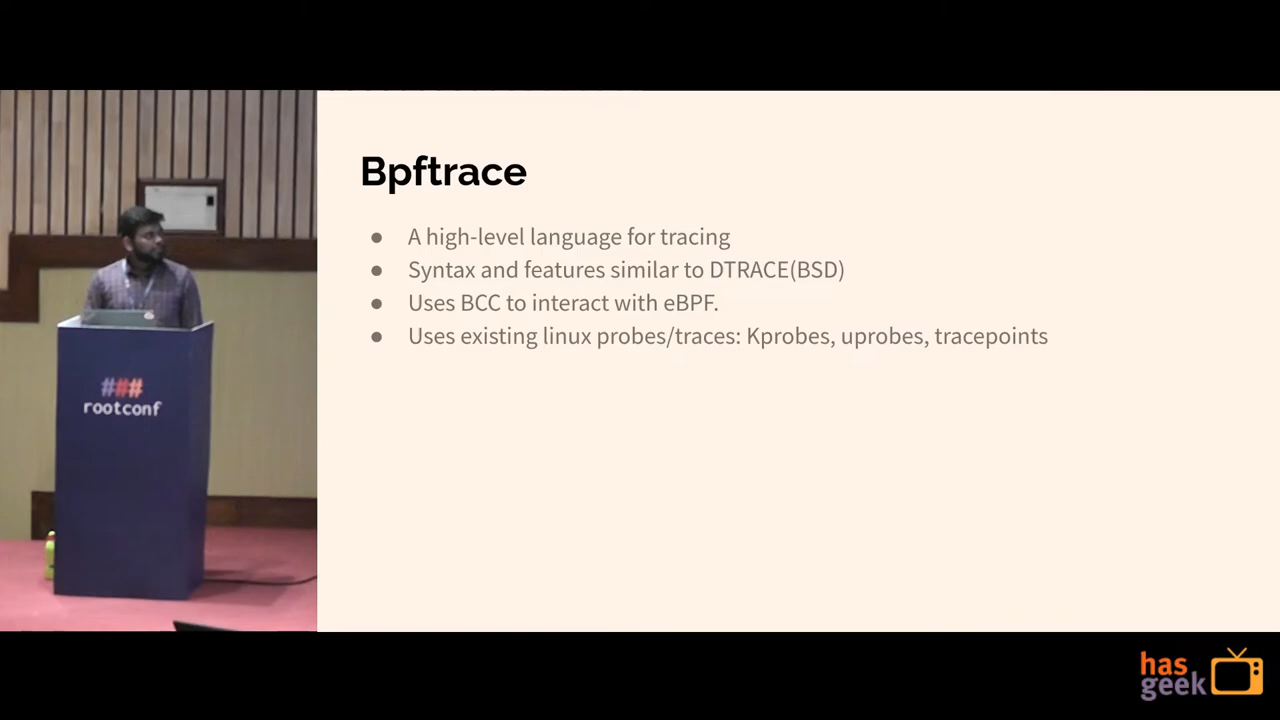 Bpftrace
● A high-level language for tracing
● Syntax and features similar to DTRACE(BSD)
● Uses BCC to interact with eBPF.
● Uses existing linux probes/traces: Kprobes, uprobes, tracepoints
###
rootconf
has
geek